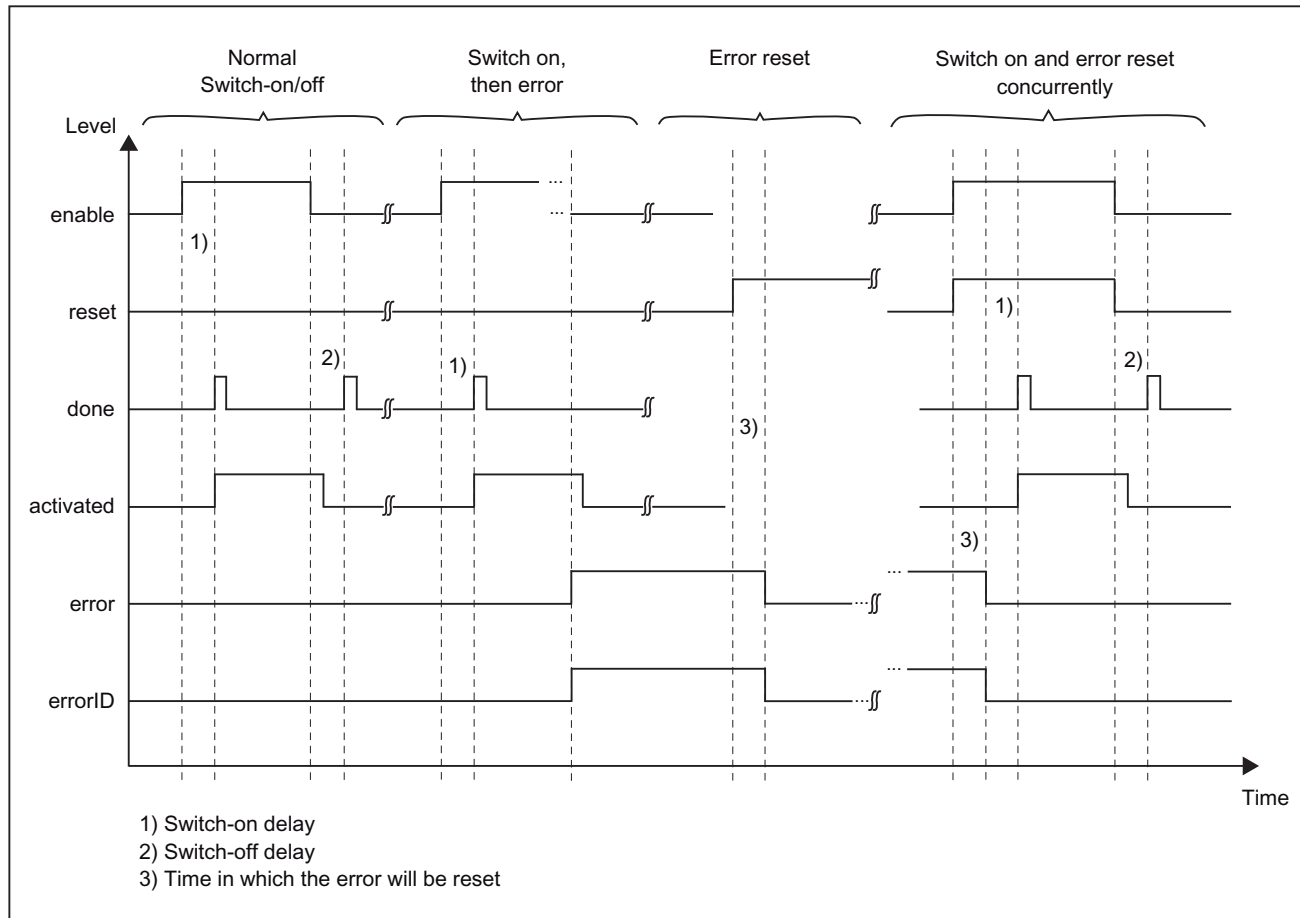 Normal
Switch-on/off
Switch on,
then error
Error reset
Switch on and error reset
concurrently
Level
enable
... 
...
1)
reset
1)
done
2)
1)
2)
3)
activated
3)
error
...
...
errorID
...
...
Time
1) Switch-on delay
2) Switch-off delay
3) Time in which the error will be reset